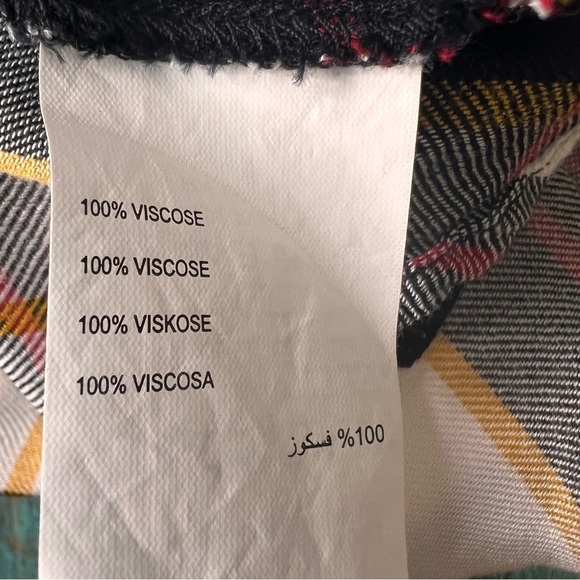 100% VISCOSE
100% VISCOSE
100% VISKOSE
100% VISCOSA
100% فسكوز